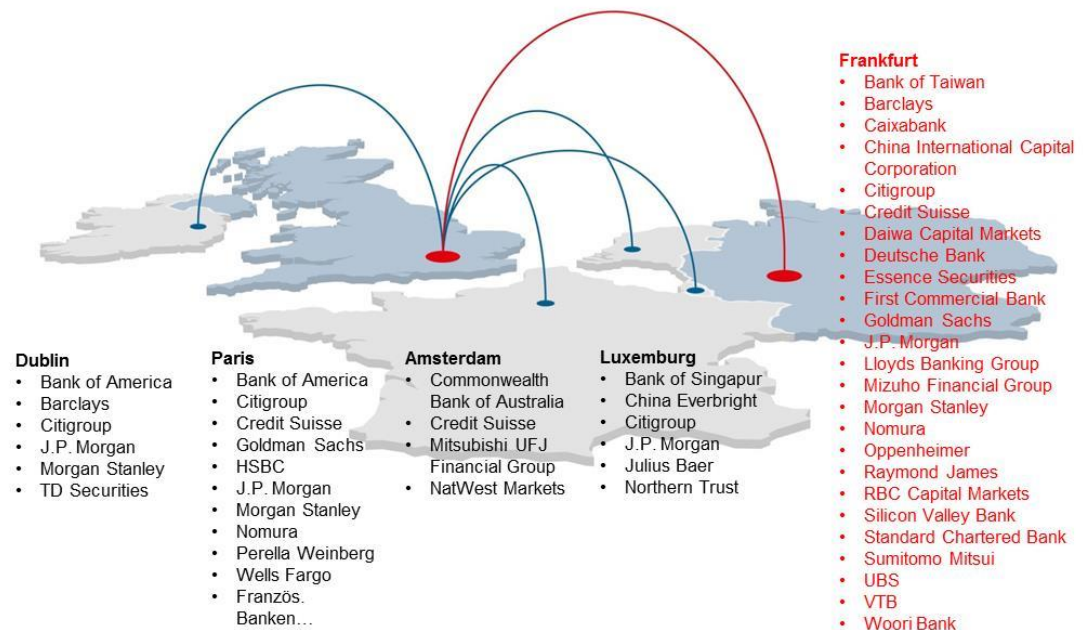 Frankfurt
• Bank of Taiwan
• Barclays
• Caixabank
• China International Capital
Corporation
• Citigroup
• Credit Suisse
• Daiwa Capital Markets
• Deutsche Bank
• Essence Securities
• First Commercial Bank
• Goldman Sachs
• J.P. Morgan
• Lloyds Banking Group
• Mizuho Financial Group
• Morgan Stanley
• Nomura
• Oppenheimer
• Raymond James
• RBC Capital Markets
• Silicon Valley Bank
• Standard Chartered Bank
• Sumitomo Mitsui
• UBS
• VTB
• Woori Bank
Dublin
• Bank of America
• Barclays
• Citigroup
• J.P. Morgan
• Morgan Stanley
• TD Securities
Paris
• Bank of America
• Citigroup
• Credit Suisse
• Goldman Sachs
• HSBC
• J.P. Morgan
• Morgan Stanley
• Nomura
• Perella Weinberg
• Wells Fargo
• Französ.
Banken…
Amsterdam
• Commonwealth
Bank of Australia
• Credit Suisse
• Mitsubishi UFJ
Financial Group
• NatWest Markets
Luxemburg
• Bank of Singapur
• China Everbright
• Citigroup
• J.P. Morgan
• Julius Baer
• Northern Trust